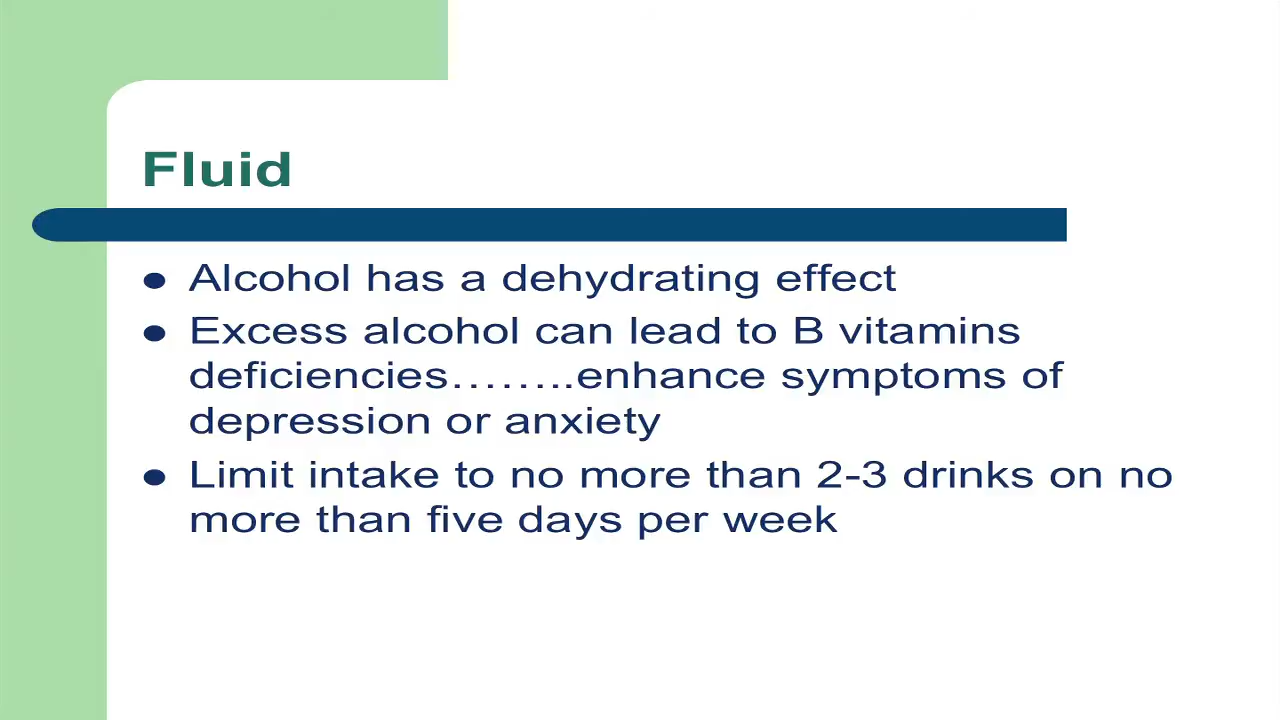 Fluid
● Alcohol has a dehydrating effect
● Excess alcohol can lead to B vitamins
deficiencies……..enhance symptoms of
depression or anxiety
● Limit intake to no more than 2-3 drinks on no
more than five days per week